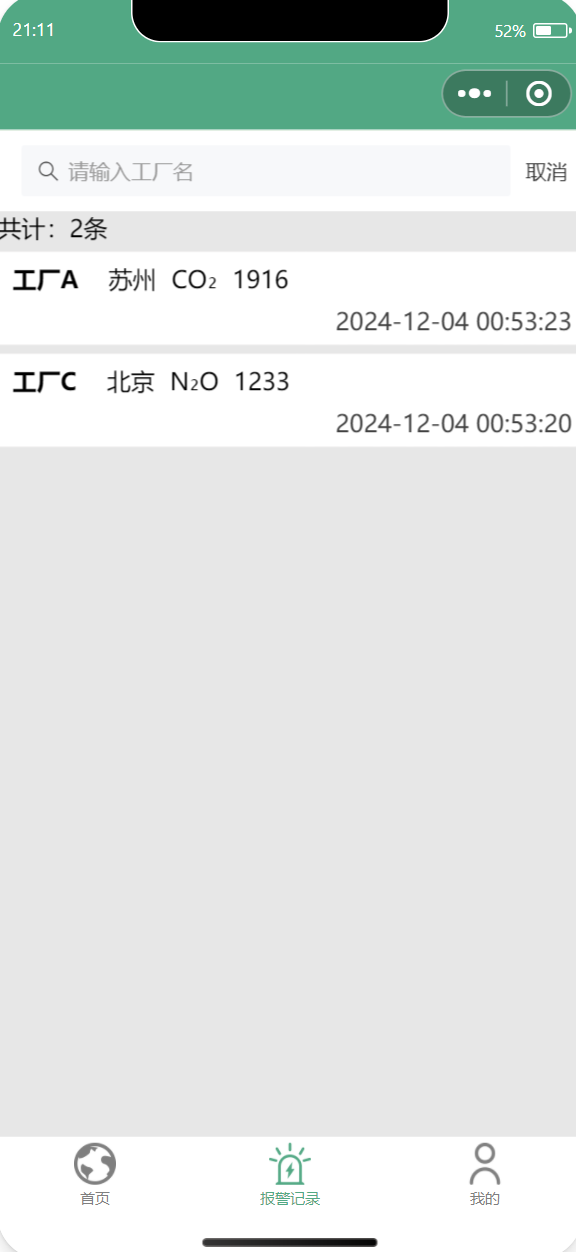 21:11
52%
请输入工厂名
取消
共计：2条
工厂A 苏州 CO₂ 1916
2024-12-04 00:53:23
工厂C 北京 N₂O 1233
2024-12-04 00:53:20
首页
报警记录
我的